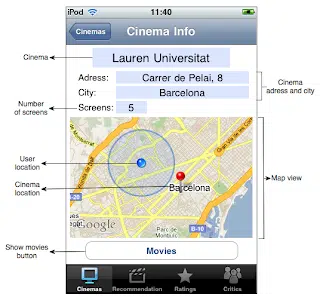 iPod 11:40
Cinemas Cinema Info
Cinema Lauren Universitat
Adress: Carrer de Pelai, 8
Cinema
adress and city
City: Barcelona
Number
of screens
Screens: 5
User
location
Map view
Cinema
location
Barcelona
B-20
B-10
Google
Show movies
button
Movies
Cinemas Recommendation Ratings Critics